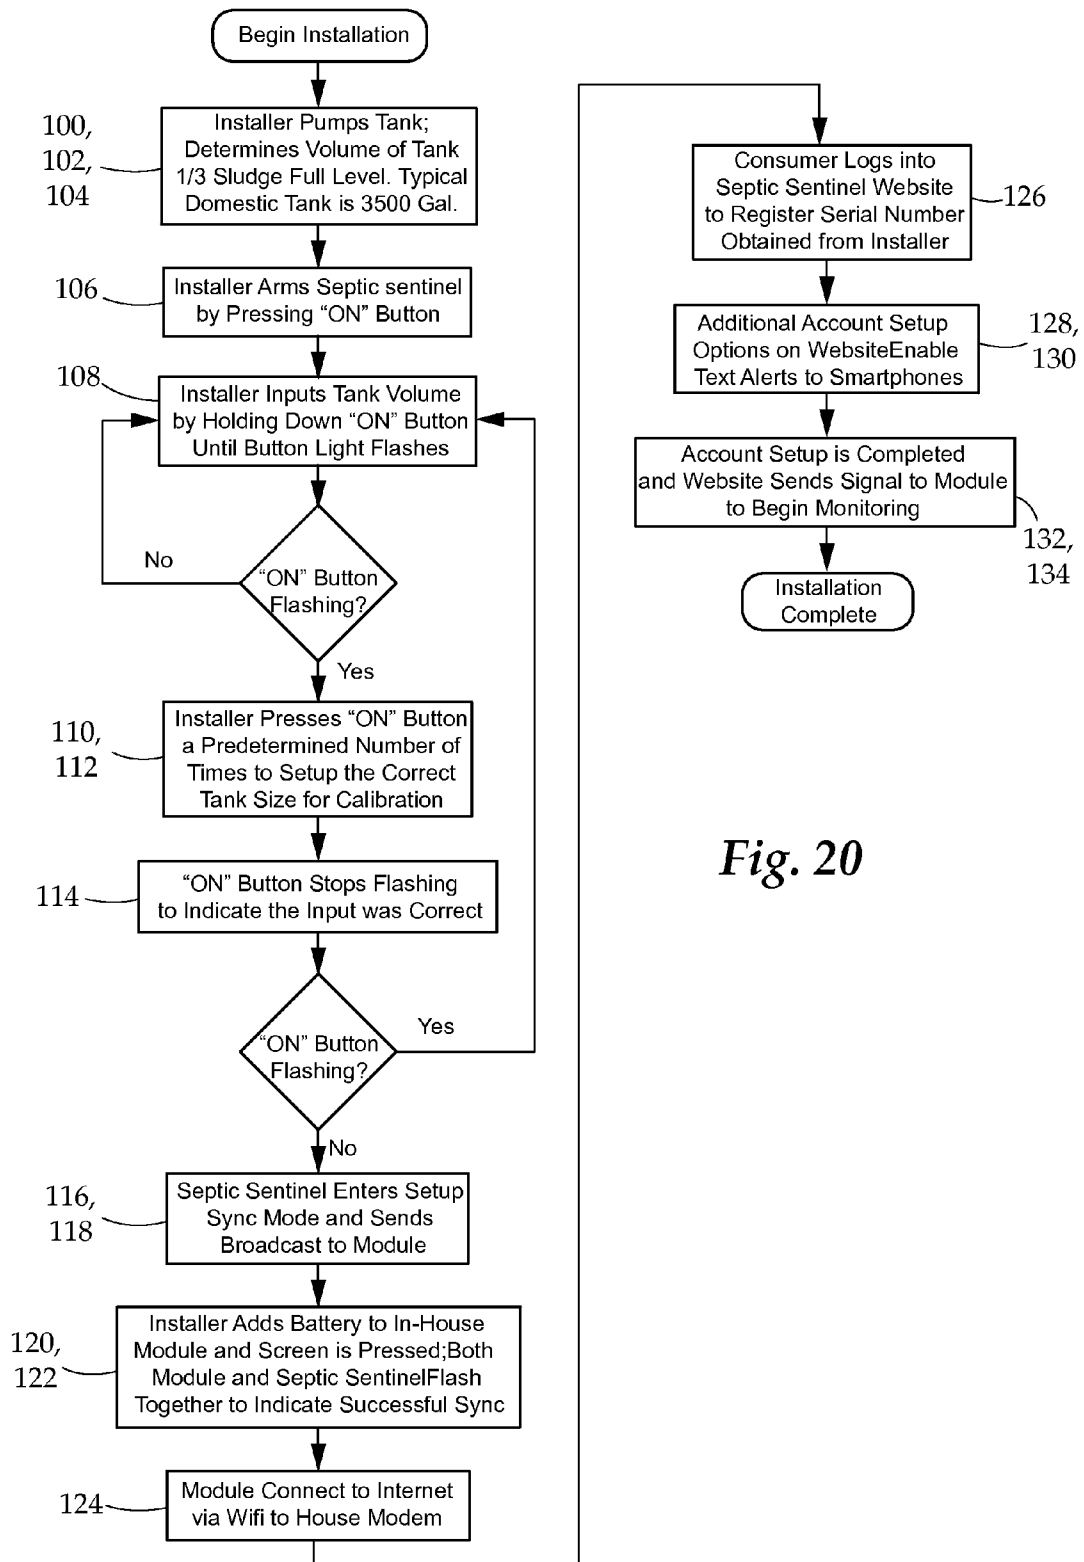 Begin Installation
100,
102,
104
Installer Pumps Tank;
Determines Volume of Tank
1/3 Sludge Full Level. Typical
Domestic Tank is 3500 Gal.
106
Installer Arms Septic sentinel
by Pressing “ON” Button
108
Installer Inputs Tank Volume
by Holding Down “ON” Button
Until Button Light Flashes
No
“ON” Button
Flashing?
Yes
110,
112
Installer Presses “ON” Button
a Predetermined Number of
Times to Setup the Correct
Tank Size for Calibration
114
“ON” Button Stops Flashing
to Indicate the Input was Correct
“ON” Button
Flashing?
Yes
No
116,
118
Septic Sentinel Enters Setup
Sync Mode and Sends
Broadcast to Module
120,
122
Installer Adds Battery to In-House
Module and Screen is Pressed;Both
Module and Septic SentinelFlash
Together to Indicate Successful Sync
124
Module Connect to Internet
via Wifi to House Modem
Consumer Logs into
Septic Sentinel Website
to Register Serial Number
Obtained from Installer
126
Additional Account Setup
Options on WebsiteEnable
Text Alerts to Smartphones
128,
130
Account Setup is Completed
and Website Sends Signal to Module
to Begin Monitoring
132,
134
Installation
Complete
Fig. 20